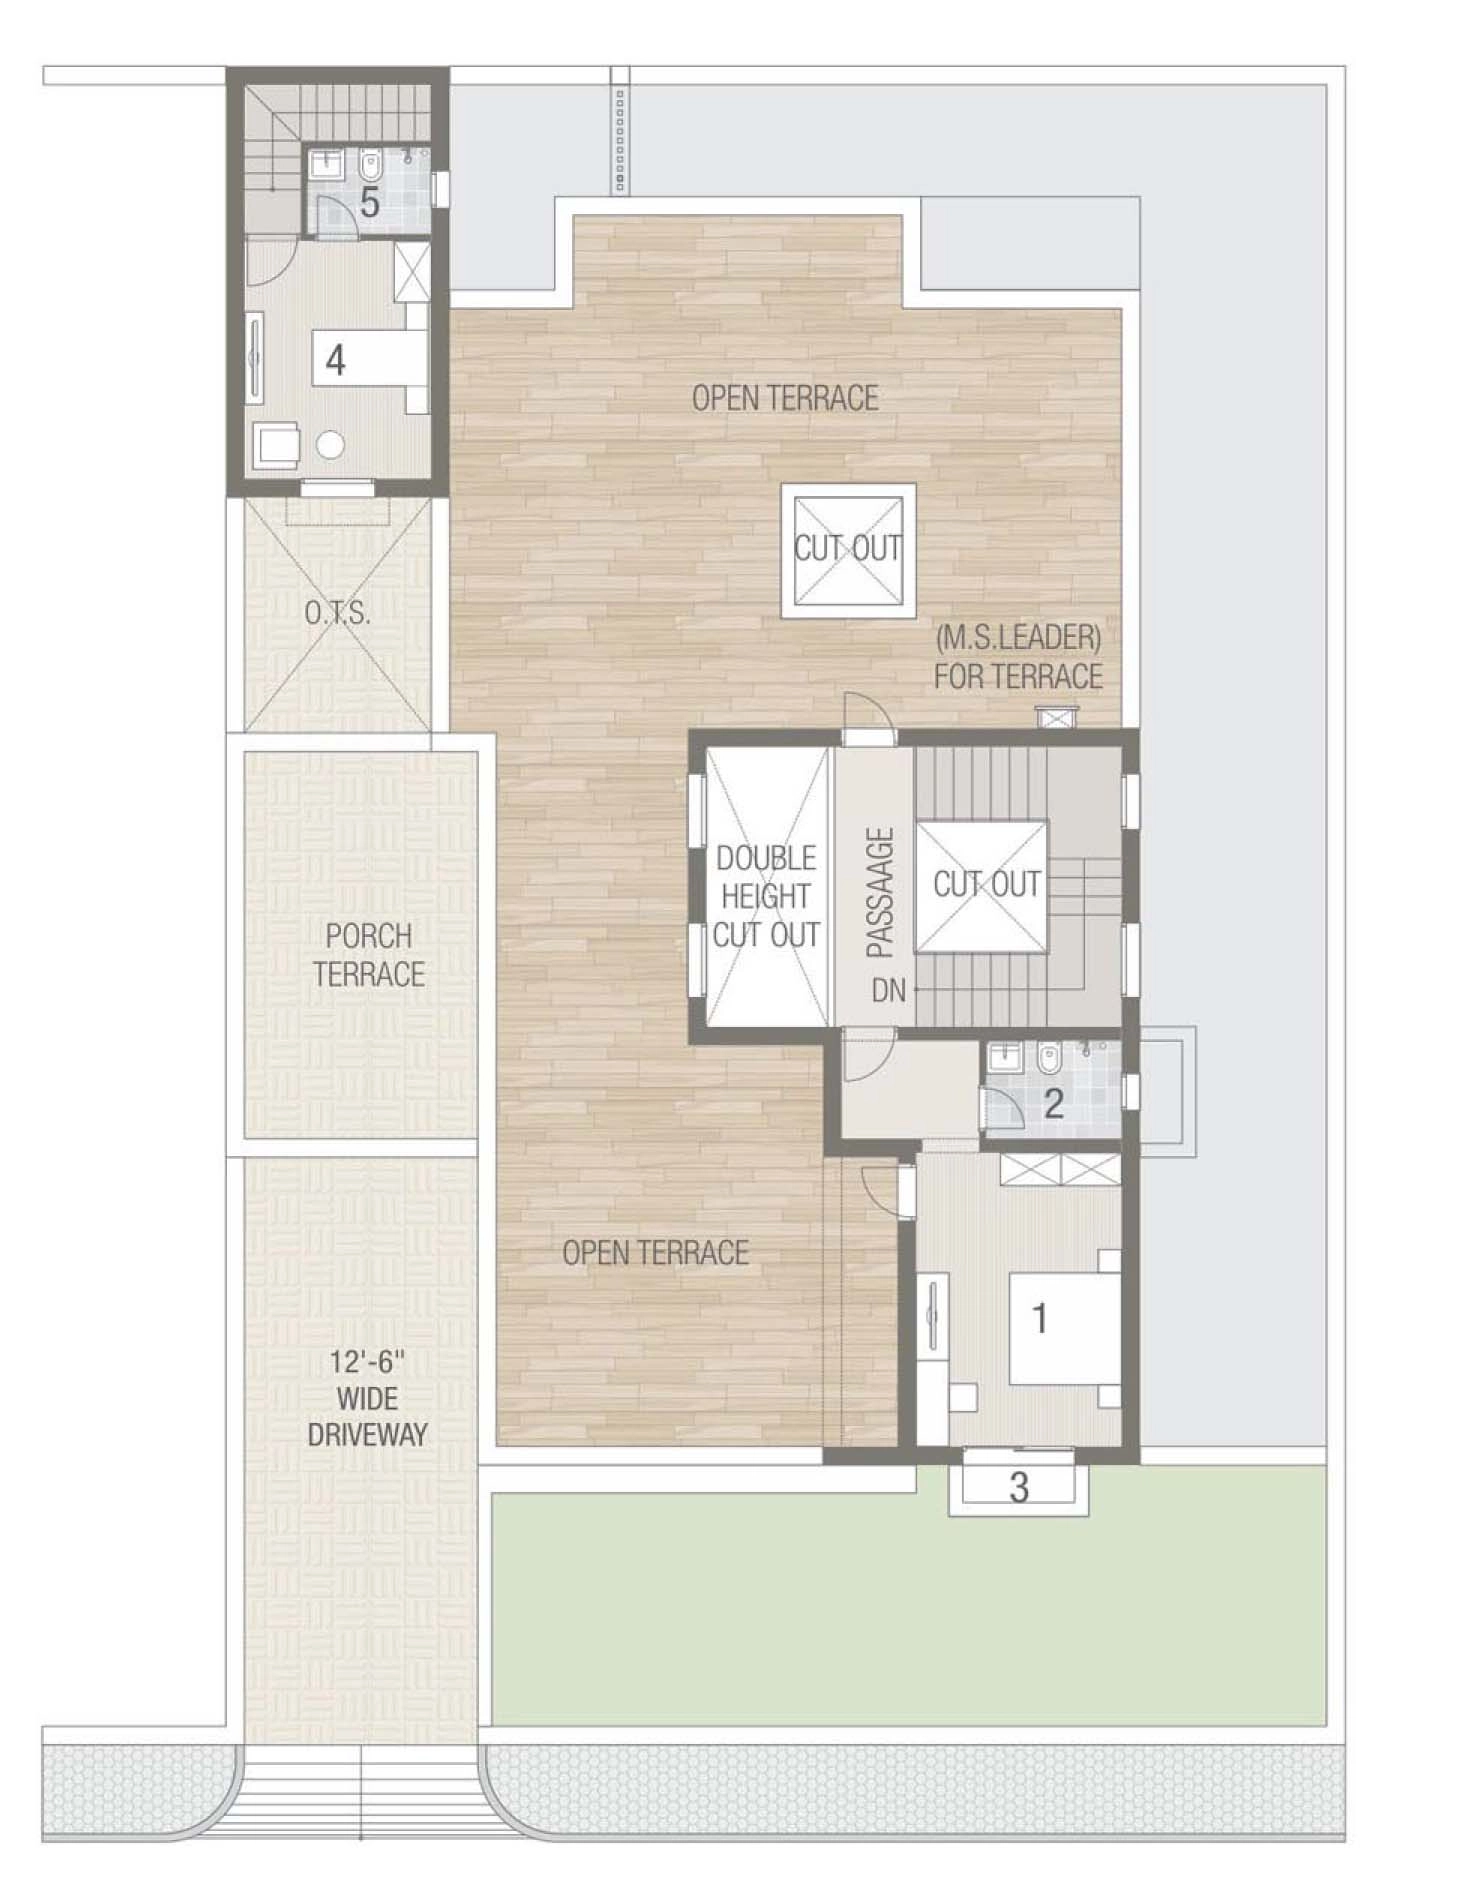 5
4
OPEN TERRACE
CUT OUT
O.T.S.
(M.S.LEADER)
FOR TERRACE
DOUBLE
HEIGHT
CUT OUT
PASSAAGE
CUT OUT
DN
PORCH
TERRACE
2
OPEN TERRACE
1
12'-6"
WIDE
DRIVEWAY
3